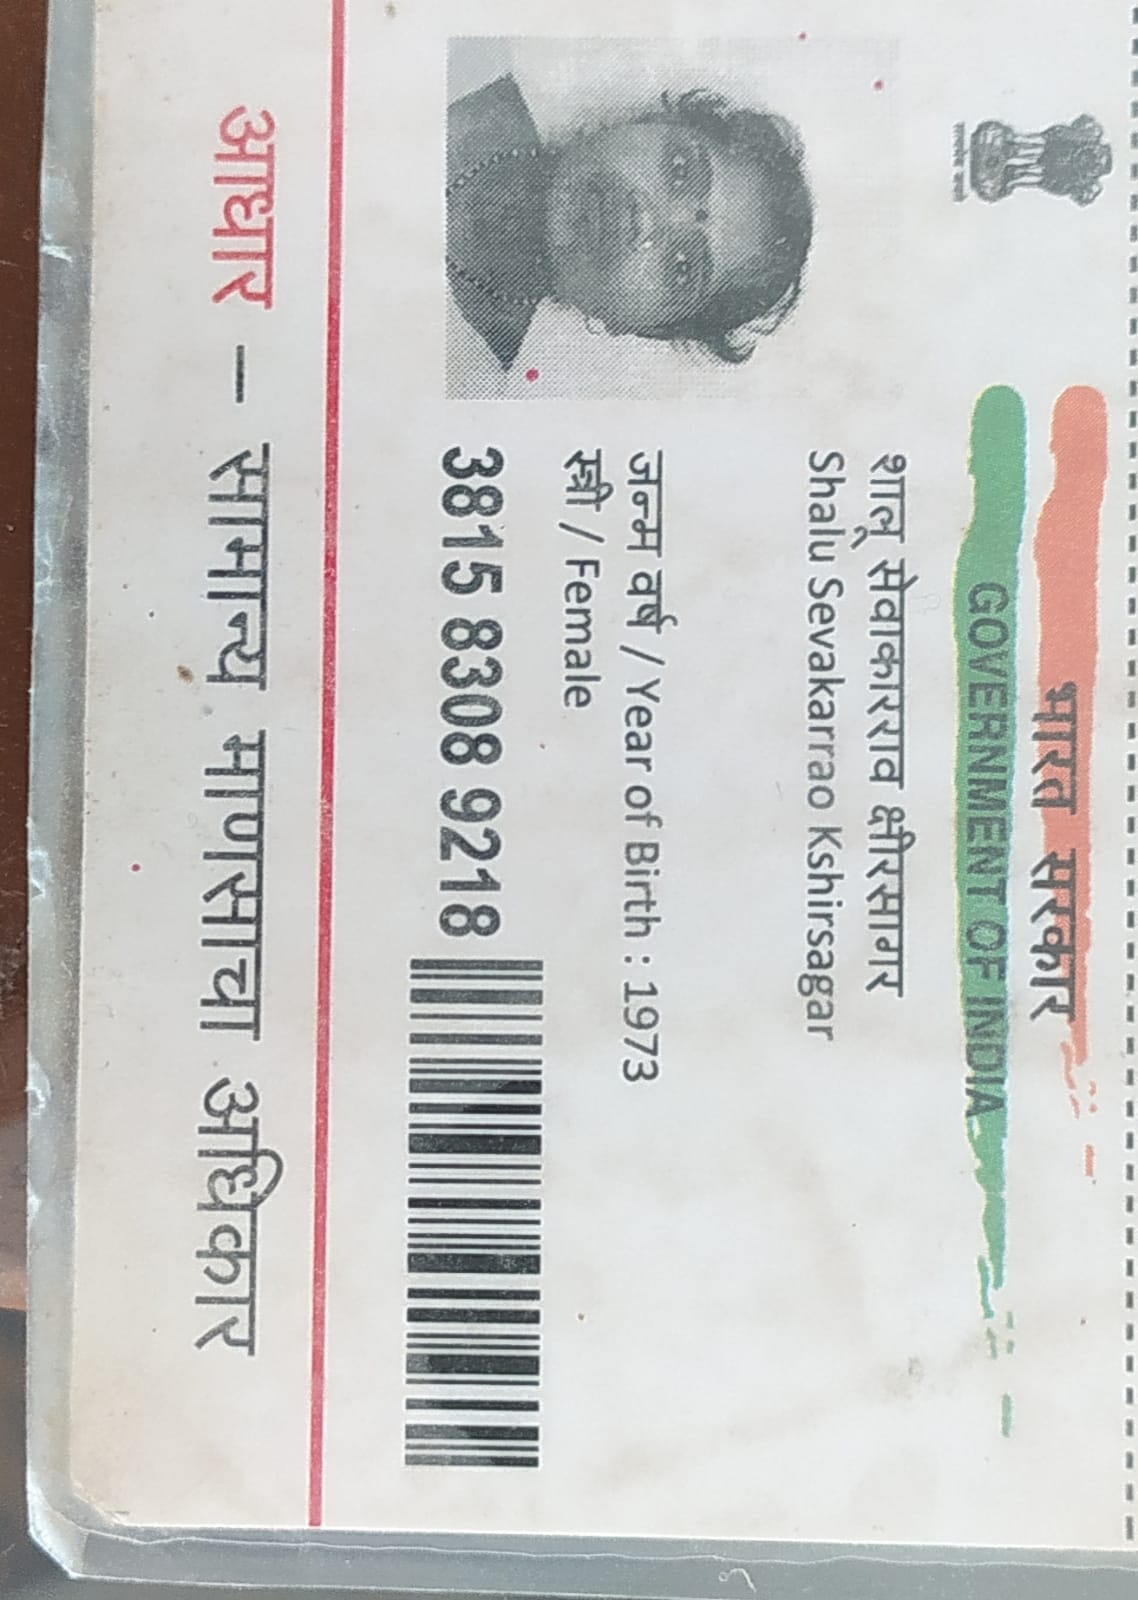 भारत सरकार
GOVERNMENT OF INDIA
शालू सेवाकरराव क्षीरसागर
Shalu Sevakarrao Kshirsagar
जन्म वर्ष / Year of Birth : 1973
स्त्री / Female
3815 8308 9218
आधार – सामान्य माणसाचा अधिकार